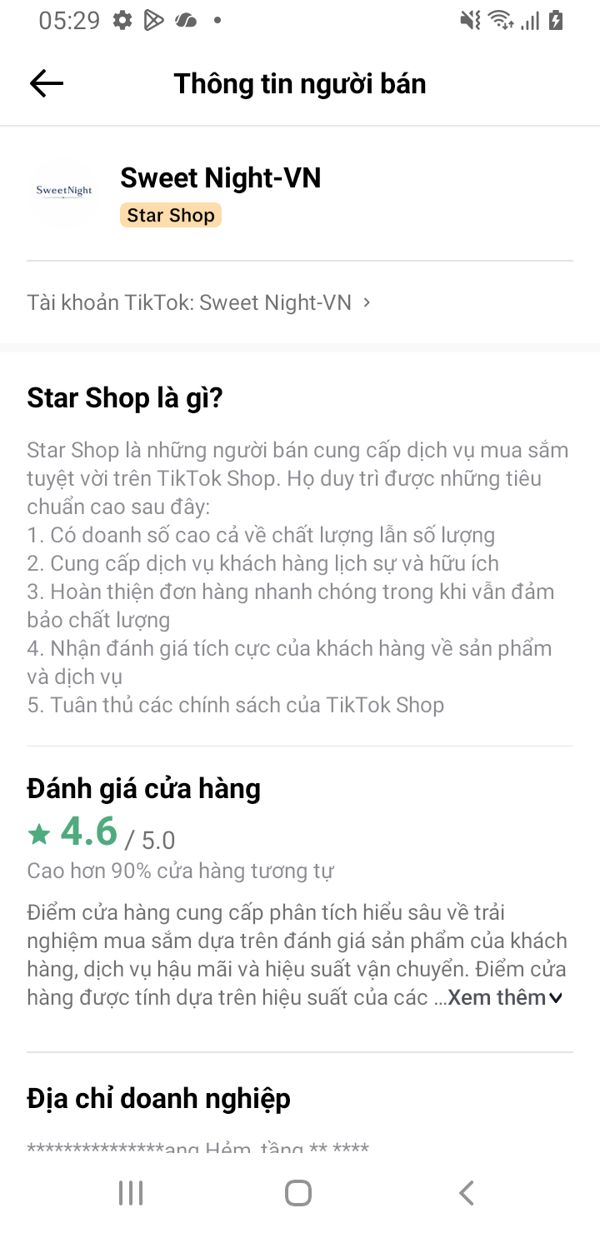 05:29
Thông tin người bán
SweetNight
Sweet Night-VN
Star Shop
Tài khoản TikTok: Sweet Night-VN >
Star Shop là gì?
Star Shop là những người bán cung cấp dịch vụ mua sắm
tuyệt vời trên TikTok Shop. Họ duy trì được những tiêu
chuẩn cao sau đây:
1. Có doanh số cao cả về chất lượng lẫn số lượng
2. Cung cấp dịch vụ khách hàng lịch sự và hữu ích
3. Hoàn thiện đơn hàng nhanh chóng trong khi vẫn đảm
bảo chất lượng
4. Nhận đánh giá tích cực của khách hàng về sản phẩm
và dịch vụ
5. Tuân thủ các chính sách của TikTok Shop
Đánh giá cửa hàng
4.6 / 5.0
Cao hơn 90% cửa hàng tương tự
Điểm cửa hàng cung cấp phân tích hiểu sâu về trải
nghiệm mua sắm dựa trên đánh giá sản phẩm của khách
hàng, dịch vụ hậu mãi và hiệu suất vận chuyển. Điểm cửa
hàng được tính dựa trên hiệu suất của các ...Xem thêm
Địa chỉ doanh nghiệp
***************ang Hẻm, tầng ** ****